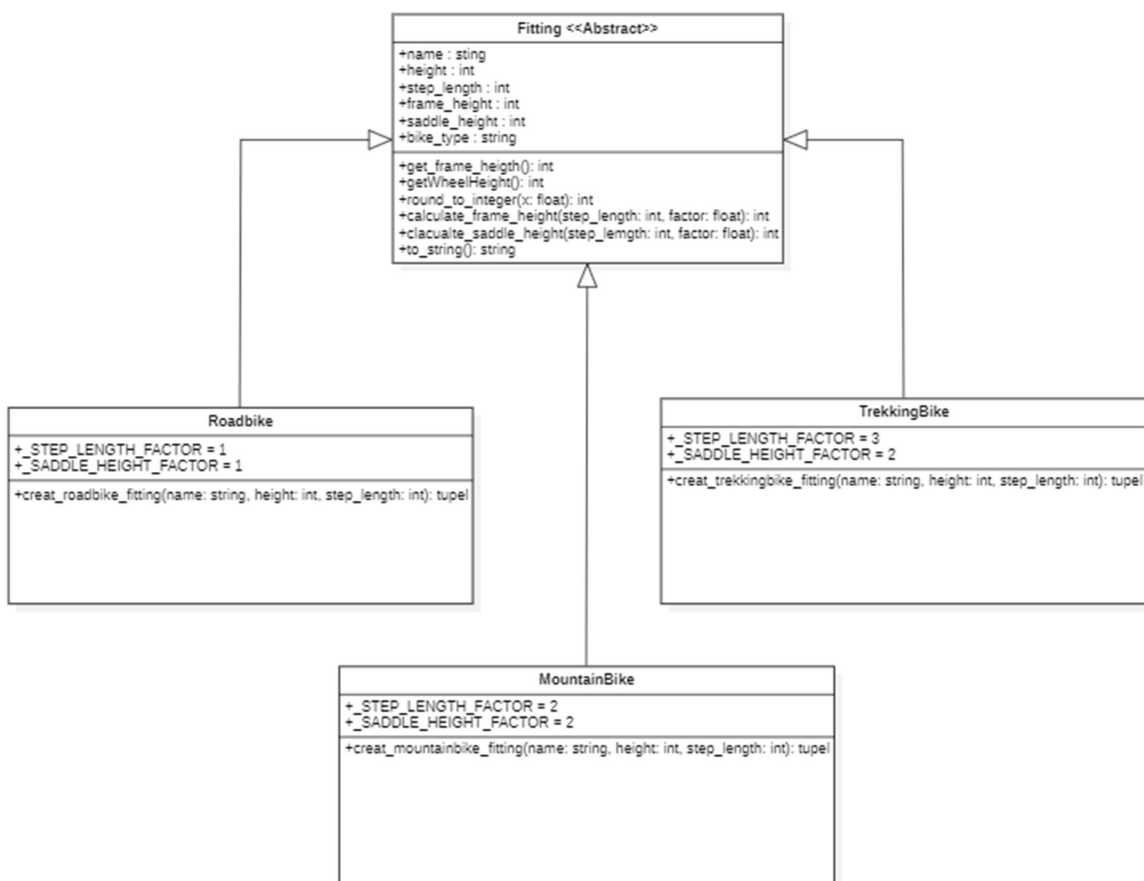 Fitting <<Abstract>>
+name : sting
+height : int
+step_length : int
+frame_height : int
+saddle_height : int
+bike_type : string
+get_frame_heigth(): int
+getWheelHeight(): int
+round_to_integer(x: float): int
+calculate_frame_height(step_length: int, factor: float): int
+clacualte_saddle_height(step_lemgth: int, factor: float): int
+to_string(): string
Roadbike
+_STEP_LENGTH_FACTOR = 1
+_SADDLE_HEIGHT_FACTOR = 1
+creat_roadbike_fitting(name: string, height: int, step_length: int): tupel
TrekkingBike
+_STEP_LENGTH_FACTOR = 3
+_SADDLE_HEIGHT_FACTOR = 2
+creat_trekkingbike_fitting(name: string, height: int, step_length: int): tupel
MountainBike
+_STEP_LENGTH_FACTOR = 2
+_SADDLE_HEIGHT_FACTOR = 2
+creat_mountainbike_fitting(name: string, height: int, step_length: int): tupel